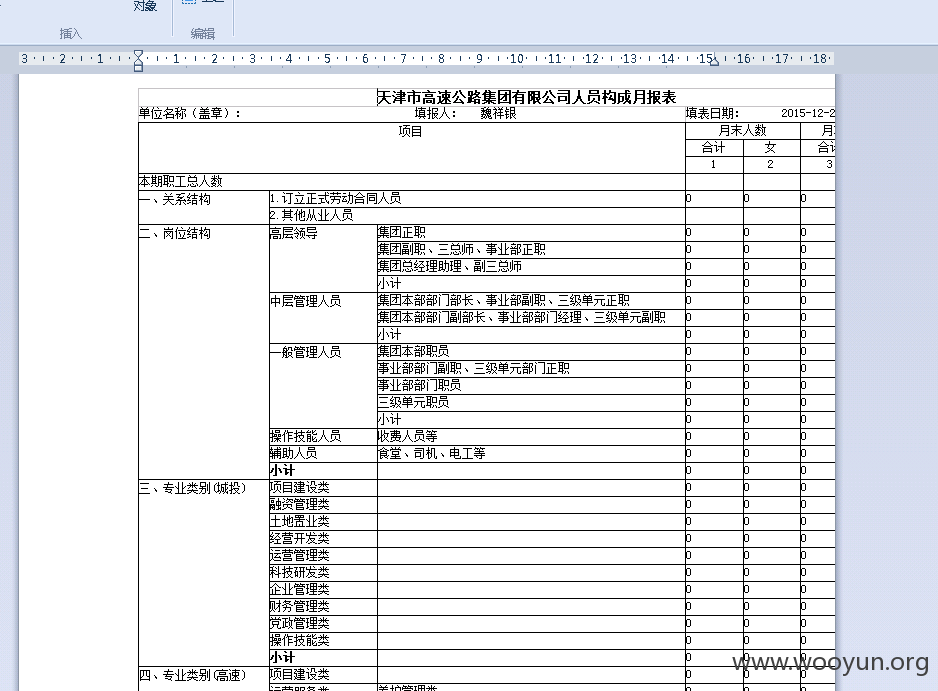 对象
插入
编辑
3 · 2 · 1 · 1 · 2 · 3 · 4 · 5 · 6 · 7 · 8 · 9 · 10 · 11 · 12 · 13 · 14 · 15 · 16 · 17 · 18
天津市高速公路集团有限公司人员构成月报表
单位名称（盖章）： 填报人： 魏祥银 填表日期： 2015-12-2
项目 月末人数 月
合计 女 合计
1 2 3
本期职工总人数
一、关系结构 1.订立正式劳动合同人员 0 0 0
2.其他从业人员
二、岗位结构 高层领导 集团正职 0 0 0
集团副职、三总师、事业部正职 0 0 0
集团总经理助理、副三总师 0 0 0
小计 0 0 0
中层管理人员 集团本部部门部长、事业部副职、三级单元正职 0 0 0
集团本部部门副部长、事业部部门经理、三级单元副职 0 0 0
小计 0 0 0
一般管理人员 集团本部职员 0 0 0
事业部部门副职、三级单元部门正职 0 0 0
事业部部门职员 0 0 0
三级单元职员 0 0 0
小计 0 0 0
操作技能人员 收费人员等 0 0 0
辅助人员 食堂、司机、电工等 0 0 0
小计 0 0 0
三、专业类别(城投) 项目建设类 0 0 0
融资管理类 0 0 0
土地置业类 0 0 0
经营开发类 0 0 0
运营管理类 0 0 0
科技研发类 0 0 0
企业管理类 0 0 0
财务管理类 0 0 0
党政管理类 0 0 0
操作技能类 0 0 0
小计 0 0 0
四、专业类别(高速) 项目建设类 0 0 0
运营服务类 养护管理类 0 0 0
www.wooyun.org